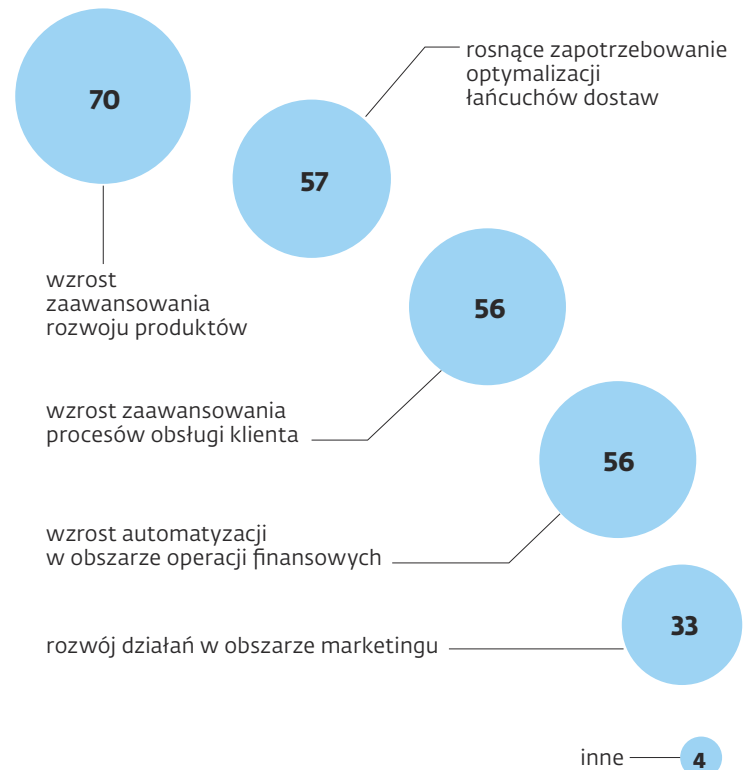 70
rosnące zapotrzebowanie
optymalizacji
łańcuchów dostaw
57
wzrost
zaawansowania
rozwoju produktów
56
wzrost zaawansowania
procesów obsługi klienta
56
wzrost automatyzacji
w obszarze operacji finansowych
33
rozwój działań w obszarze marketingu
inne
4